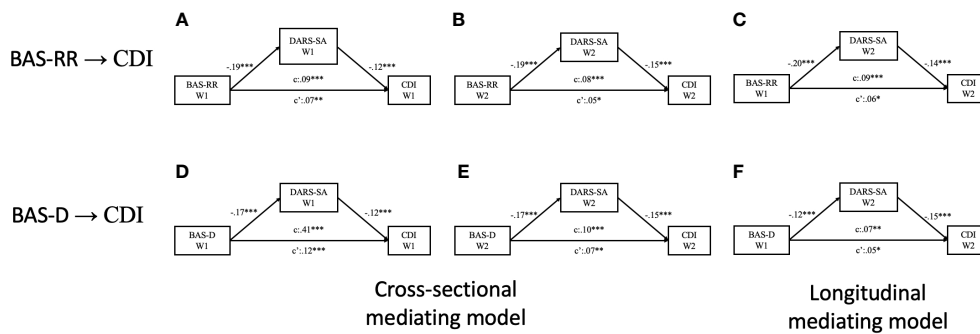 BAS-RR → CDI
A
DARS-SA
W1
-.19***
-.12***
BAS-RR
W1
c:.09***
c':.07**
CDI
W1
B
DARS-SA
W2
-.19***
-.15***
BAS-RR
W2
c:.08***
c':.05*
CDI
W2
C
DARS-SA
W2
-.20***
-.14***
BAS-RR
W1
c:.09***
c':.06*
CDI
W2
BAS-D → CDI
D
DARS-SA
W1
-.17***
-.12***
BAS-D
W1
c:.41***
c':.12***
CDI
W1
E
DARS-SA
W2
-.17***
-.15***
BAS-D
W2
c:.10***
c':.07**
CDI
W2
F
DARS-SA
W2
-.12***
-.15***
BAS-D
W1
c:.07**
c':.05*
CDI
W2
Cross-sectional
mediating model
Longitudinal
mediating model